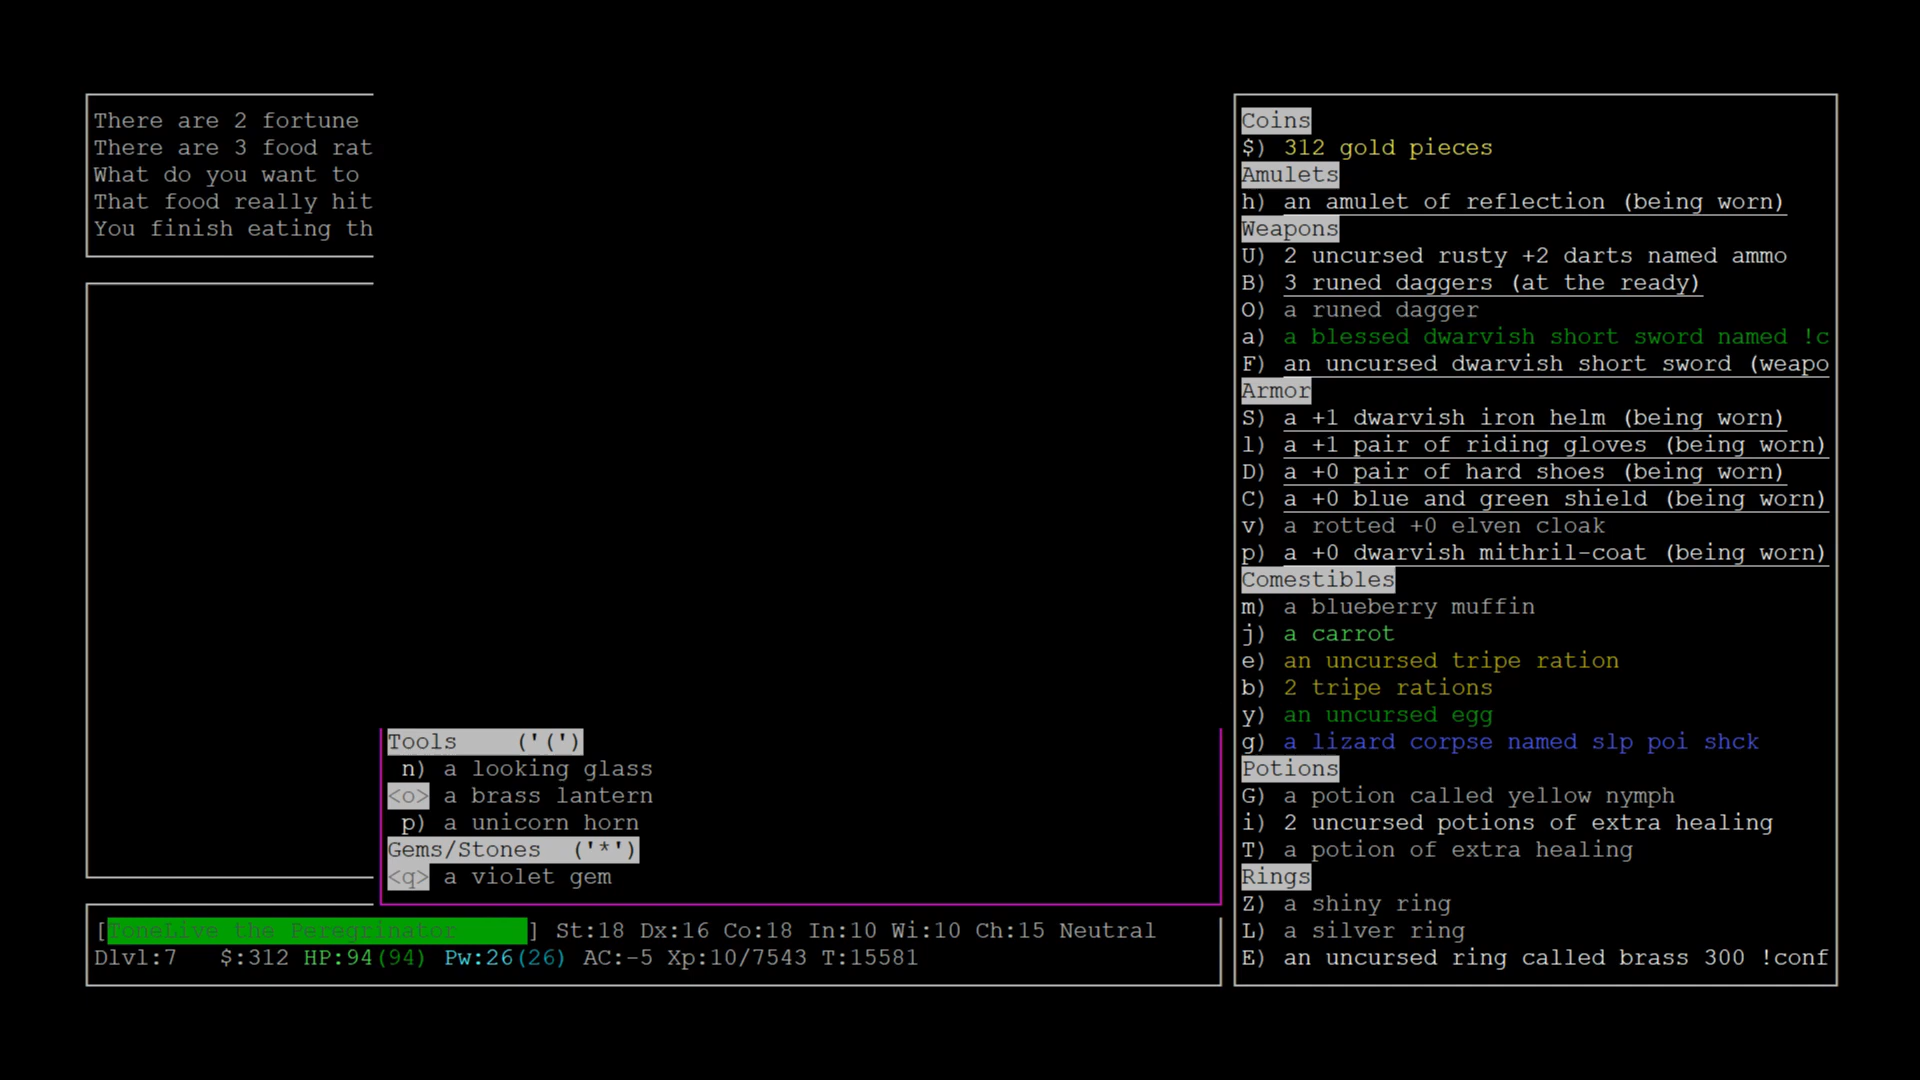 There are 2 fortune
There are 3 food rat
What do you want to
That food really hit
You finish eating th
Tools    ('(')
n) a looking glass
<o> a brass lantern
p) a unicorn horn
Gems/Stones  ('*')
<q> a violet gem
[ToneLive the Peregrinator     ] St:18 Dx:16 Co:18 In:10 Wi:10 Ch:15 Neutral
Dlvl:7   $:312 HP:94(94) Pw:26(26) AC:-5 Xp:10/7543 T:15581
Coins
$) 312 gold pieces
Amulets
h) an amulet of reflection (being worn)
Weapons
U) 2 uncursed rusty +2 darts named ammo
B) 3 runed daggers (at the ready)
O) a runed dagger
a) a blessed dwarvish short sword named !c
F) an uncursed dwarvish short sword (weapo
Armor
S) a +1 dwarvish iron helm (being worn)
l) a +1 pair of riding gloves (being worn)
D) a +0 pair of hard shoes (being worn)
C) a +0 blue and green shield (being worn)
v) a rotted +0 elven cloak
p) a +0 dwarvish mithril-coat (being worn)
Comestibles
m) a blueberry muffin
j) a carrot
e) an uncursed tripe ration
b) 2 tripe rations
y) an uncursed egg
g) a lizard corpse named slp poi shck
Potions
G) a potion called yellow nymph
i) 2 uncursed potions of extra healing
T) a potion of extra healing
Rings
Z) a shiny ring
L) a silver ring
E) an uncursed ring called brass 300 !conf